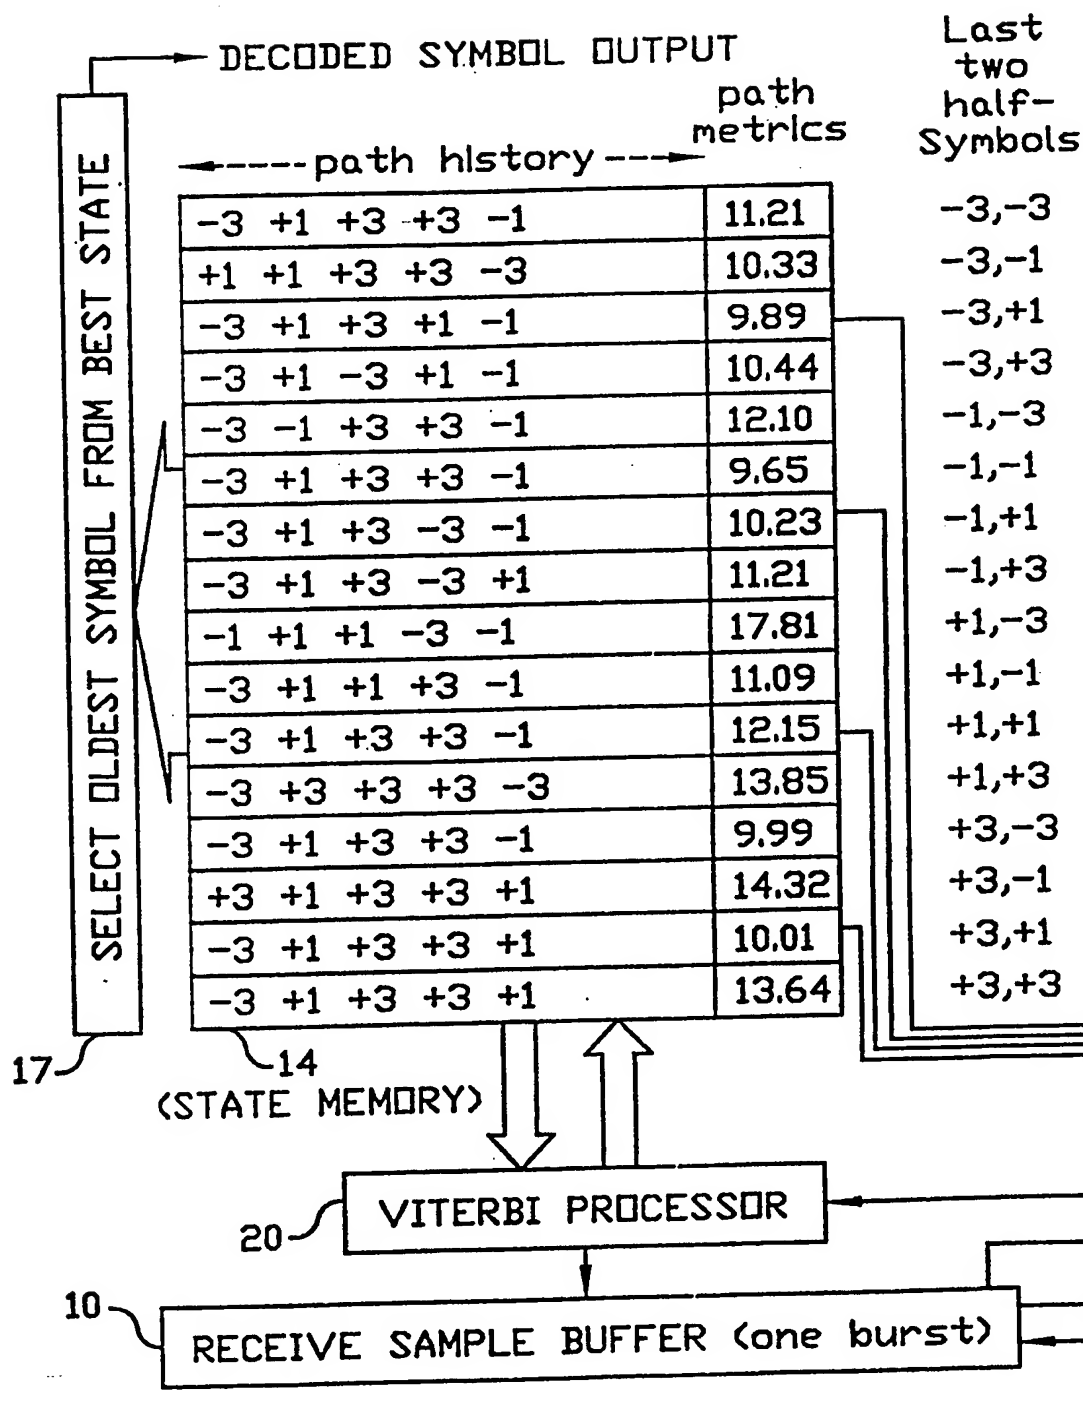 DECODED SYMBOL OUTPUT
Last
two
half-
Symbols
path
metrics
path history
SELECT OLDEST SYMBOL FROM BEST STATE
-3 +1 +3 +3 -1 11.21 -3,-3
+1 +1 +3 +3 -3 10.33 -3,-1
-3 +1 +3 +1 -1 9.89 -3,+1
-3 +1 -3 +1 -1 10.44 -3,+3
-3 -1 +3 +3 -1 12.10 -1,-3
-3 +1 +3 +3 -1 9.65 -1,-1
-3 +1 +3 -3 -1 10.23 -1,+1
-3 +1 +3 -3 +1 11.21 -1,+3
-1 +1 +1 -3 -1 17.81 +1,-3
-3 +1 +1 +3 -1 11.09 +1,-1
-3 +1 +3 +3 -1 12.15 +1,+1
-3 +3 +3 +3 -3 13.85 +1,+3
-3 +1 +3 +3 -1 9.99 +3,-3
+3 +1 +3 +3 +1 14.32 +3,-1
-3 +1 +3 +3 +1 10.01 +3,+1
-3 +1 +3 +3 +1 13.64 +3,+3
17
14
(STATE MEMORY)
VITERBI PROCESSOR
20
10
RECEIVE SAMPLE BUFFER (one burst)